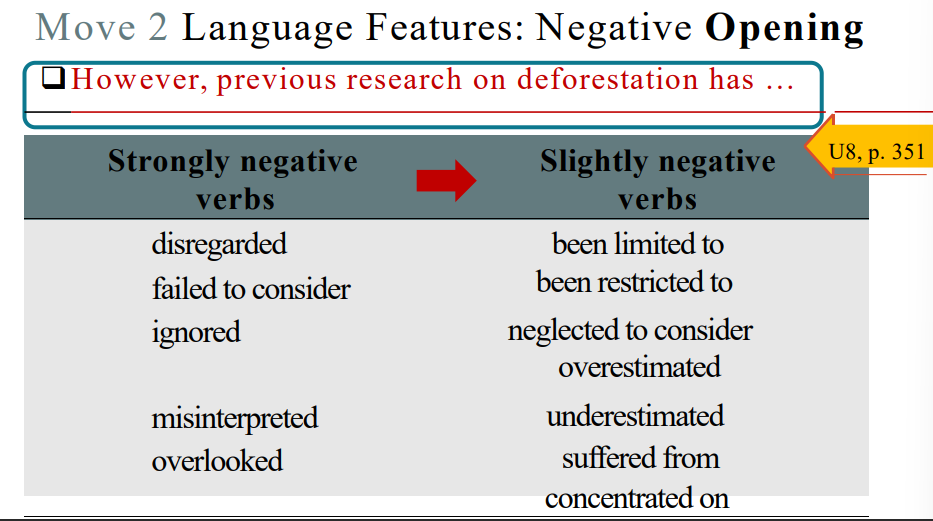 Move 2 Language Features: Negative Opening
❑However, previous research on deforestation has …
U8, p. 351
Strongly negative verbs
Slightly negative verbs
disregarded
failed to consider
ignored
misinterpreted
overlooked
been limited to
been restricted to
neglected to consider
overestimated
underestimated
suffered from
concentrated on